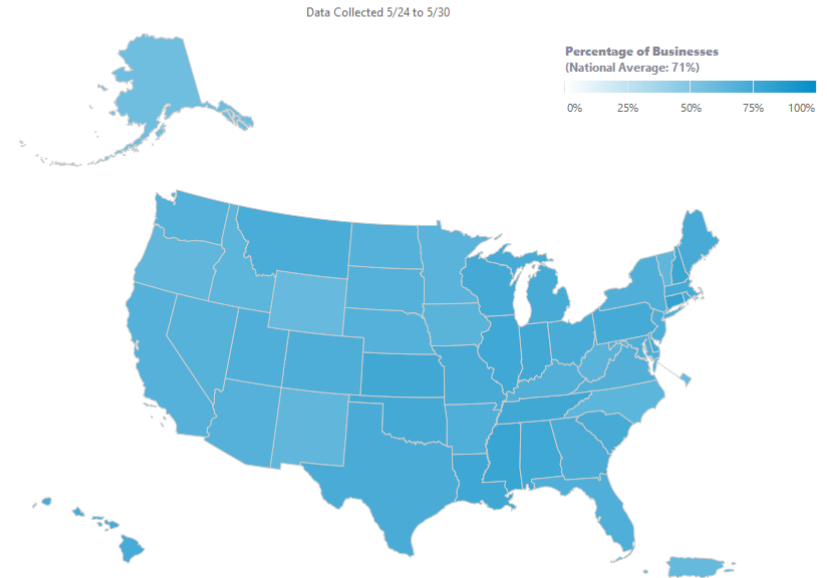 Data Collected 5/24 to 5/30
Percentage of Businesses
(National Average: 71%)
0% 25% 50% 75% 100%